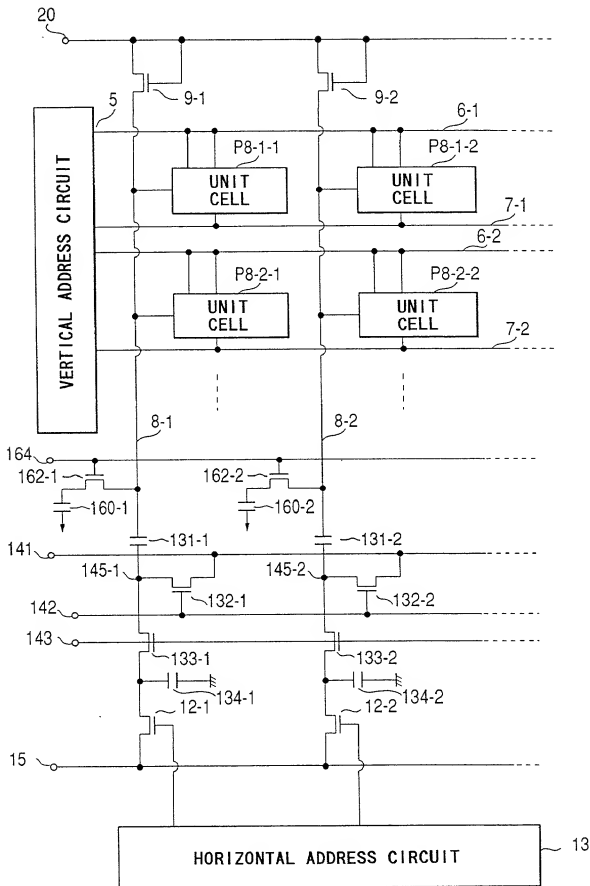 20
9-1
9-2
5
6-1
P8-1-1
P8-1-2
UNIT
CELL
UNIT
CELL
7-1
6-2
P8-2-1
P8-2-2
UNIT
CELL
UNIT
CELL
7-2
VERTICAL ADDRESS CIRCUIT
8-1
8-2
164
162-1
162-2
160-1
160-2
131-1
131-2
141
145-1
145-2
132-1
132-2
142
143
133-1
133-2
134-1
134-2
12-1
12-2
15
13
HORIZONTAL ADDRESS CIRCUIT